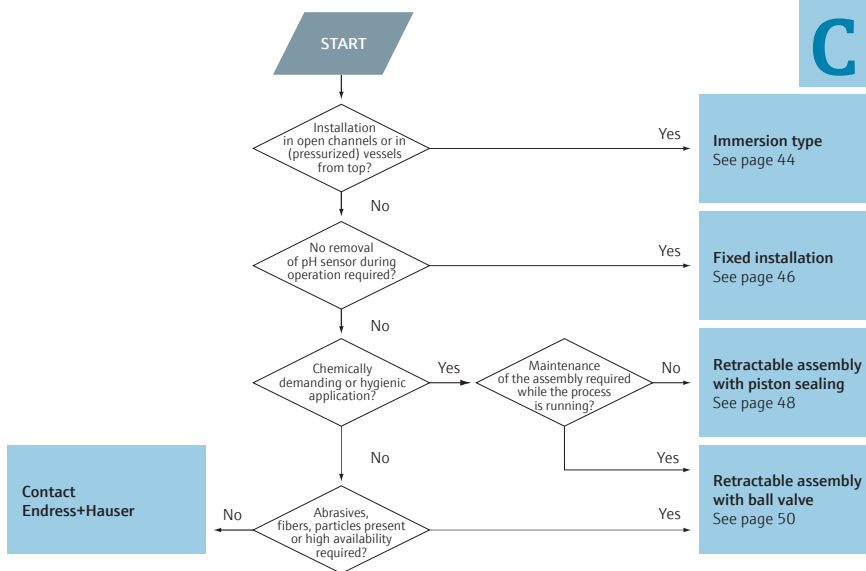 START
C
Installation
in open channels or in
(pressurized) vessels
from top?
Yes
Immersion type
See page 44
No
No removal
of pH sensor during
operation required?
Yes
Fixed installation
See page 46
No
Chemically
demanding or hygienic
application?
Yes
Maintenance
of the assembly required
while the process
is running?
No
Retractable assembly
with piston sealing
See page 48
No
Yes
Retractable assembly
with ball valve
See page 50
Contact
Endress+Hauser
No
Abrasives,
fibers, particles present
or high availability
required?
Yes